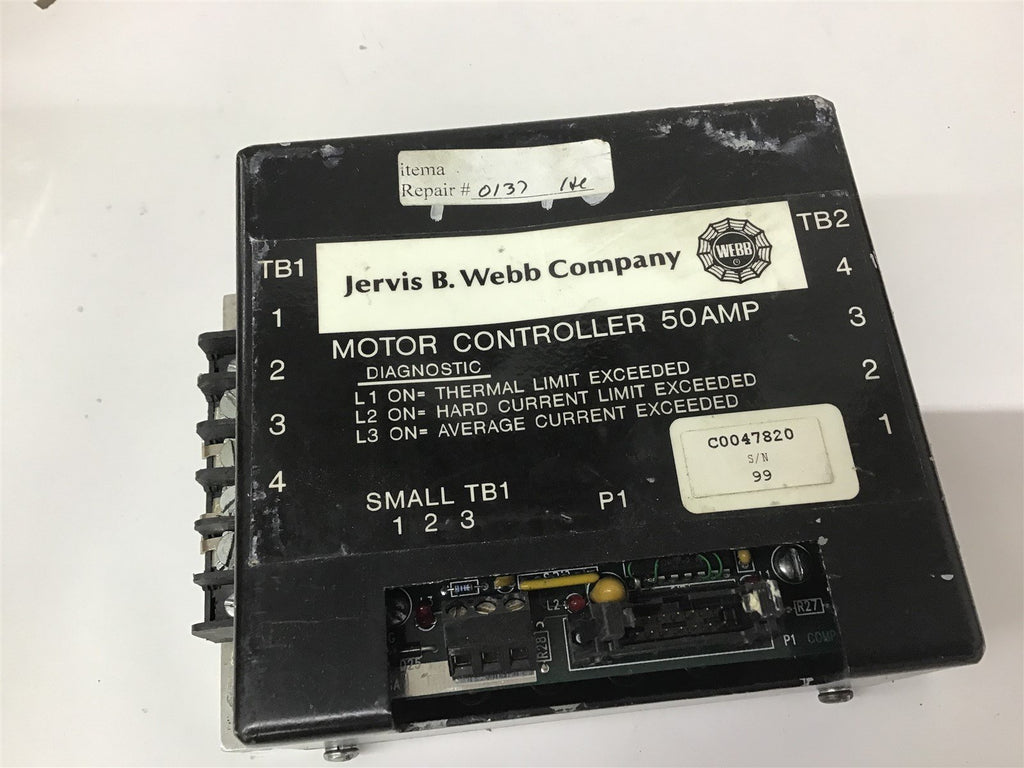 itema
Repair # 0137
TB1
Jervis B. Webb Company
WEBB
TB2
1
2
3
4
4
3
2
1
MOTOR CONTROLLER 50AMP
DIAGNOSTIC
L1 ON= THERMAL LIMIT EXCEEDED
L2 ON= HARD CURRENT LIMIT EXCEEDED
L3 ON= AVERAGE CURRENT EXCEEDED
C0047820
S/N
99
SMALL TB1
1 2 3
P1
L2
R28
R27
P1 COMP